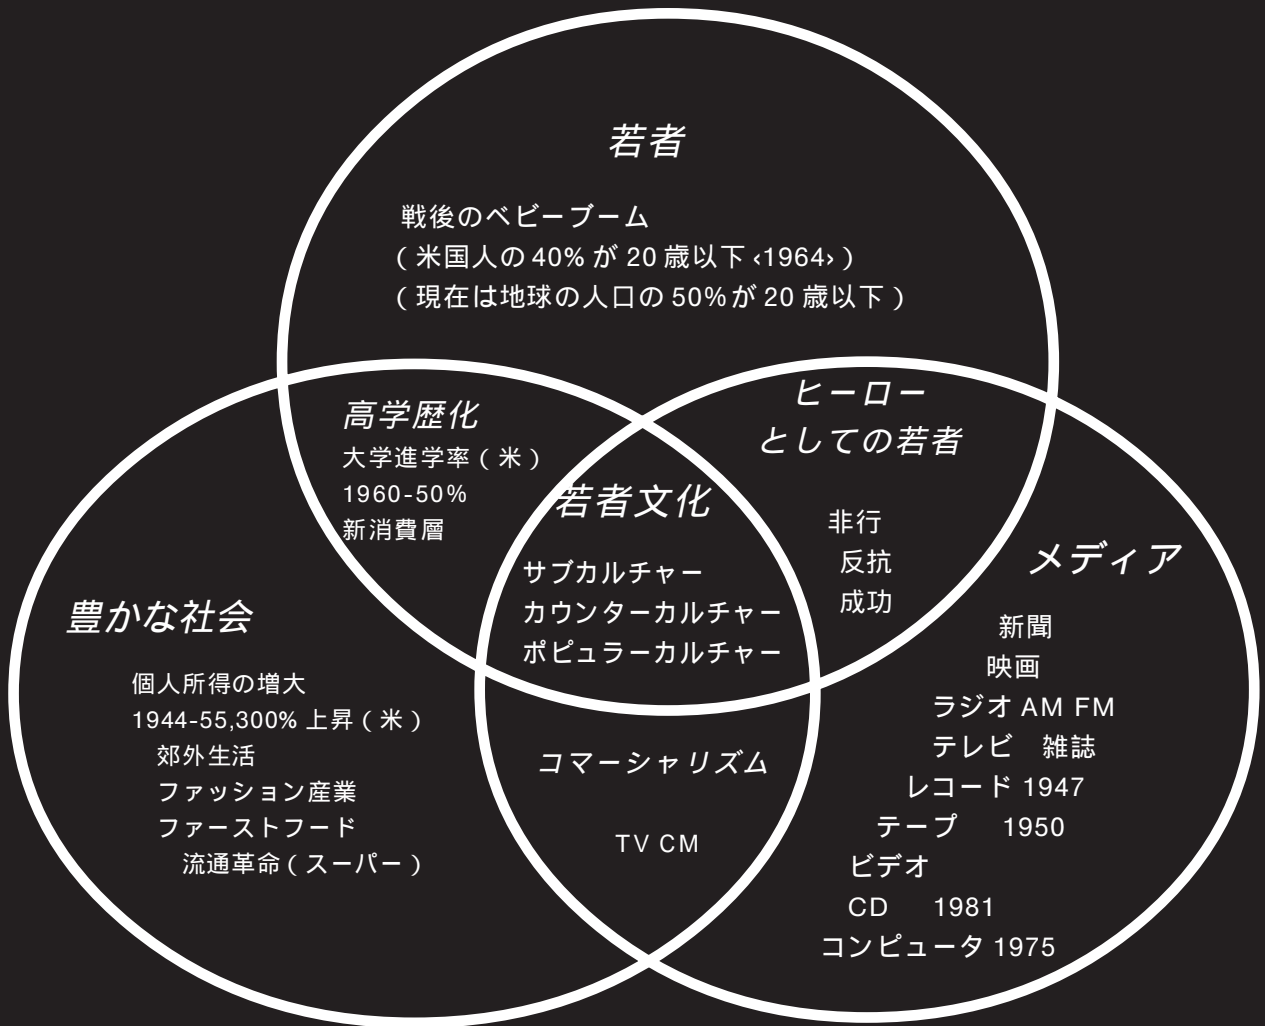 若者
戦後のベビーブーム
（米国人の 40% が 20 歳以下 ‹1964›）
（現在は地球の人口の 50%が 20 歳以下）
高学歴化
大学進学率（米）
1960-50%
新消費層
ヒーロー
としての若者
非行
反抗
成功
若者文化
サブカルチャー
カウンターカルチャー
ポピュラーカルチャー
豊かな社会
個人所得の増大
1944-55,300% 上昇（米）
郊外生活
ファッション産業
ファーストフード
流通革命（スーパー）
コマーシャリズム
TV CM
メディア
新聞
映画
ラジオ AM FM
テレビ　雑誌
レコード 1947
テープ　1950
ビデオ
CD　1981
コンピュータ 1975